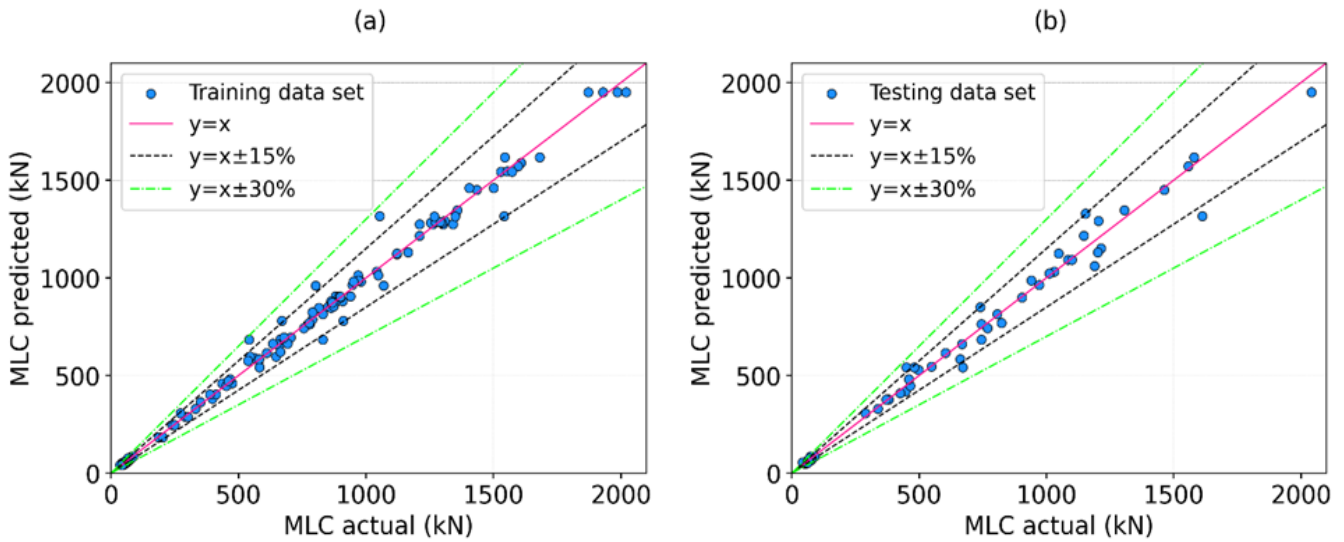 (a)
MLC predicted (kN)
2000
1500
1000
500
0
Training data set
y=x
y=x±15%
y=x±30%
0 500 1000 1500 2000
MLC actual (kN)
(b)
MLC predicted (kN)
2000
1500
1000
500
0
Testing data set
y=x
y=x±15%
y=x±30%
0 500 1000 1500 2000
MLC actual (kN)